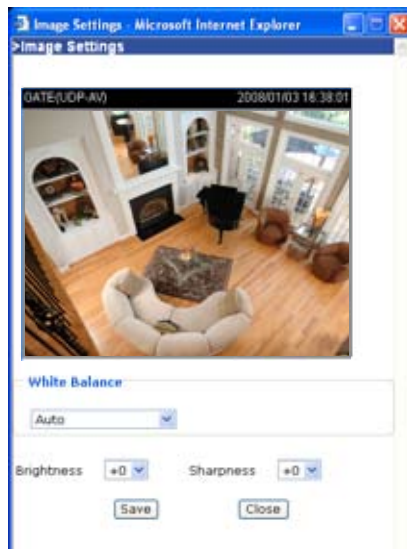 Image Settings - Microsoft Internet Explorer
>Image Settings
GATE(UDP-AV) 2008/01/03 16:38:01
White Balance
Auto
Brightness +0 Sharpness +0
Save Close